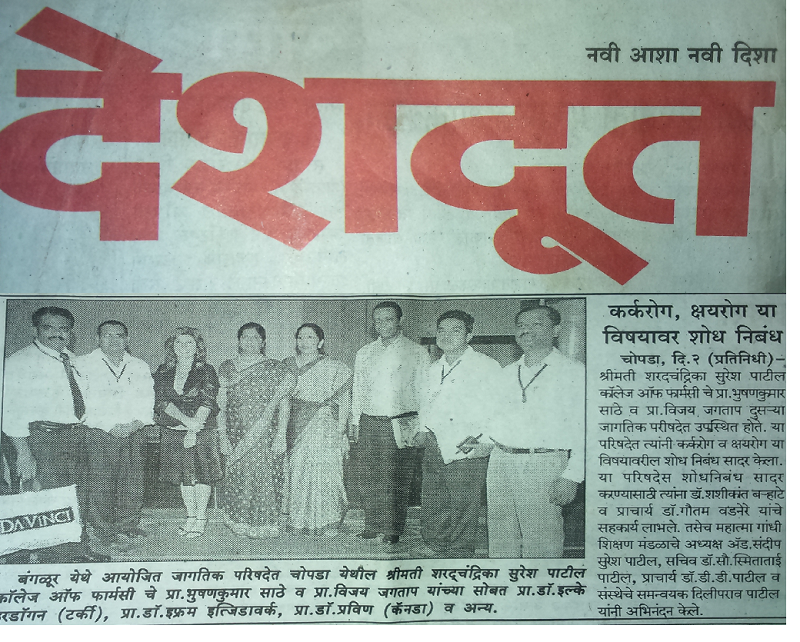 नवी आशा नवी दिशा
देशदूत
कर्करोग, क्षयरोग या
विषयावर शोध निबंध
चोपडा, दि.२ (प्रतिनिधी)–
श्रीमती शरदचंद्रिका सुरेश पाटील
कॉलेज ऑफ फार्मसी चे प्रा.भुषणकुमार
साठे व प्रा.विजय जगताप दुसऱ्या
जागतिक परीषदेत उपस्थित होते. या
परिषदेत त्यांनी कर्करोग व क्षयरोग या
विषयावरील शोध निबंध सादर केला.
या परिषदेस शोधनिबंध सादर
करण्यासाठी त्यांना डॉ.शशीकांत बऱ्हाटे
व प्राचार्य डॉ.गौतम वडनेरे यांचे
सहकार्य लाभले. तसेच महात्मा गांधी
शिक्षण मंडळाचे अध्यक्ष अॅड.संदीप
सुरेश पाटील, सचिव डॉ.सौ.स्मिताताई
पाटील, प्राचार्य डॉ.डी.डी.पाटील व
संस्थेचे समन्वयक दिलीपराव पाटील
यांनी अभिनंदन केले.
DA VINCI
बंगळूर येथे आयोजित जागतिक परिषदेत चोपडा येथील श्रीमती शरद्चंद्रिका सुरेश पाटील
कॉलेज ऑफ फार्मसी चे प्रा.भुषणकुमार साठे व प्रा.विजय जगताप यांच्या सोबत प्रा.डॉ.इल्के
एरडॉगन (टर्की), प्रा.डॉ.इफ्रम इत्जिडावर्क, प्रा.डॉ.प्रविण (कॅनडा) व अन्य.